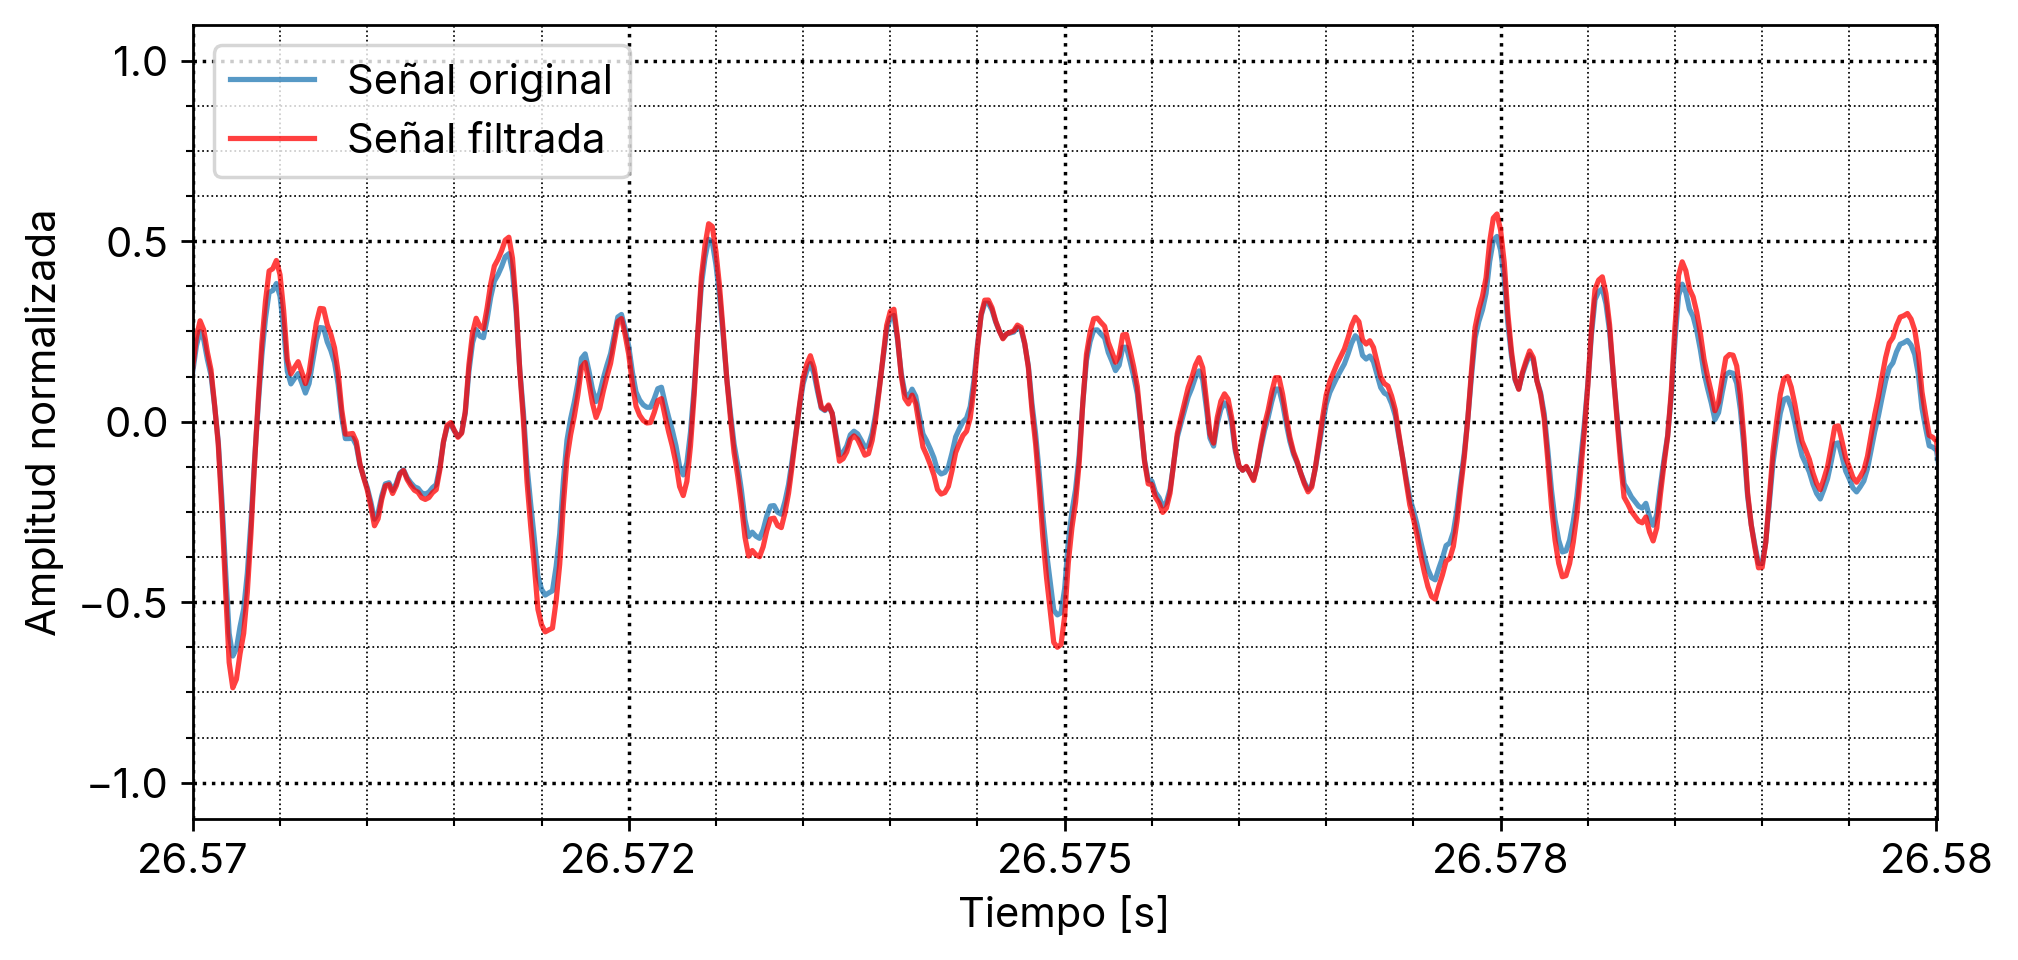 Señal original
Señal filtrada
Amplitud normalizada
1.0
0.5
0.0
−0.5
−1.0
26.57 26.572 26.575 26.578 26.58
Tiempo [s]